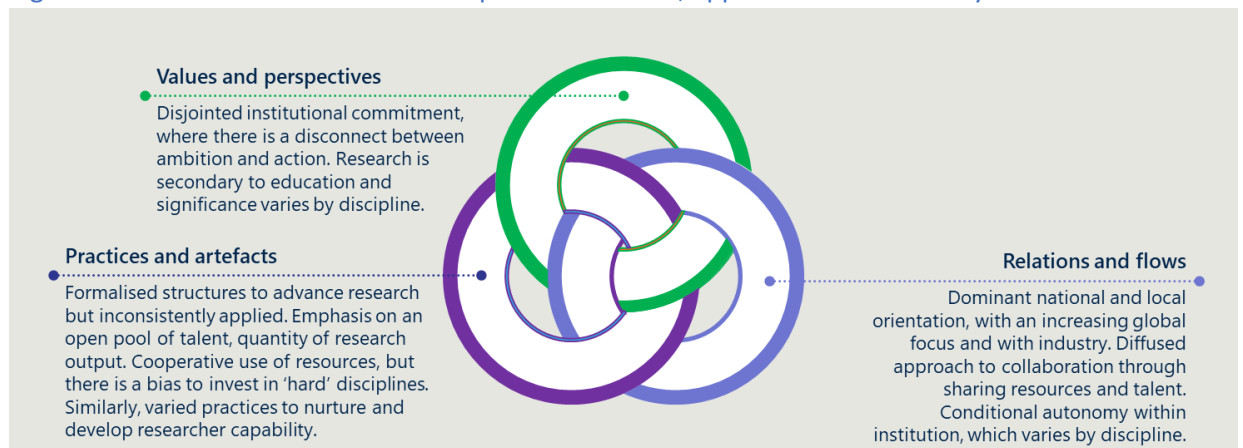 Values and perspectives
Disjointed institutional commitment,
where there is a disconnect between
ambition and action. Research is
secondary to education and
significance varies by discipline.
Practices and artefacts
Formalised structures to advance research
but inconsistently applied. Emphasis on an
open pool of talent, quantity of research
output. Cooperative use of resources, but
there is a bias to invest in ‘hard’ disciplines.
Similarly, varied practices to nurture and
develop researcher capability.
Relations and flows
Dominant national and local
orientation, with an increasing global
focus and with industry. Diffused
approach to collaboration through
sharing resources and talent.
Conditional autonomy within
institution, which varies by discipline.